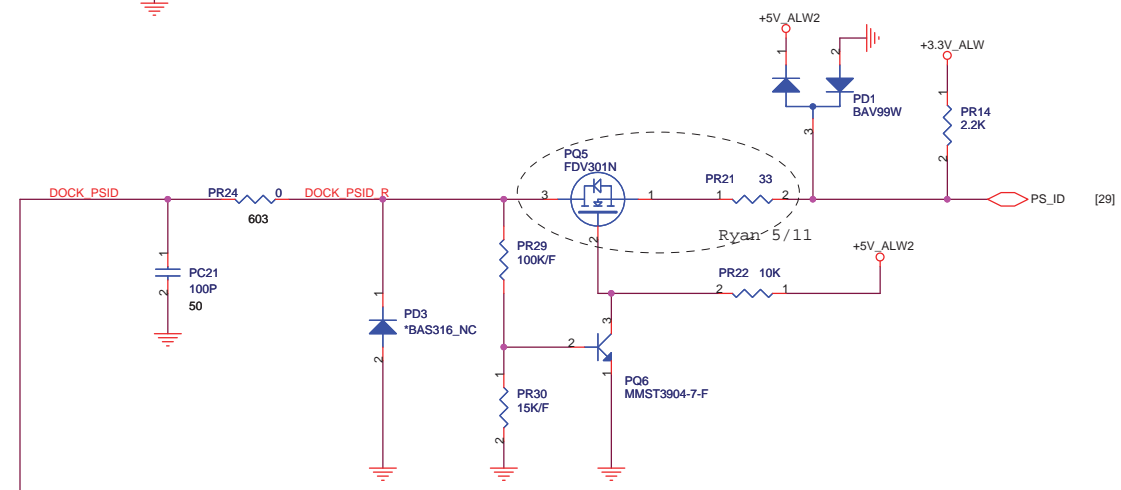 +5V_ALW2
1
2
+3.3V_ALW
PD1
BAV99W
3
1
PR14
2.2K
2
PQ5
FDV301N
DOCK_PSID
PR24
0
603
DOCK_PSID_R
3
1
2
PR21
33
1
2
PS_ID
[29]
Ryan 5/11
+5V_ALW2
1
PC21
100P
50
2
PR29
100K/F
PR22
10K
2
1
1
PD3
*BAS316_NC
2
3
2
1
PQ6
MMST3904-7-F
1
PR30
15K/F
2